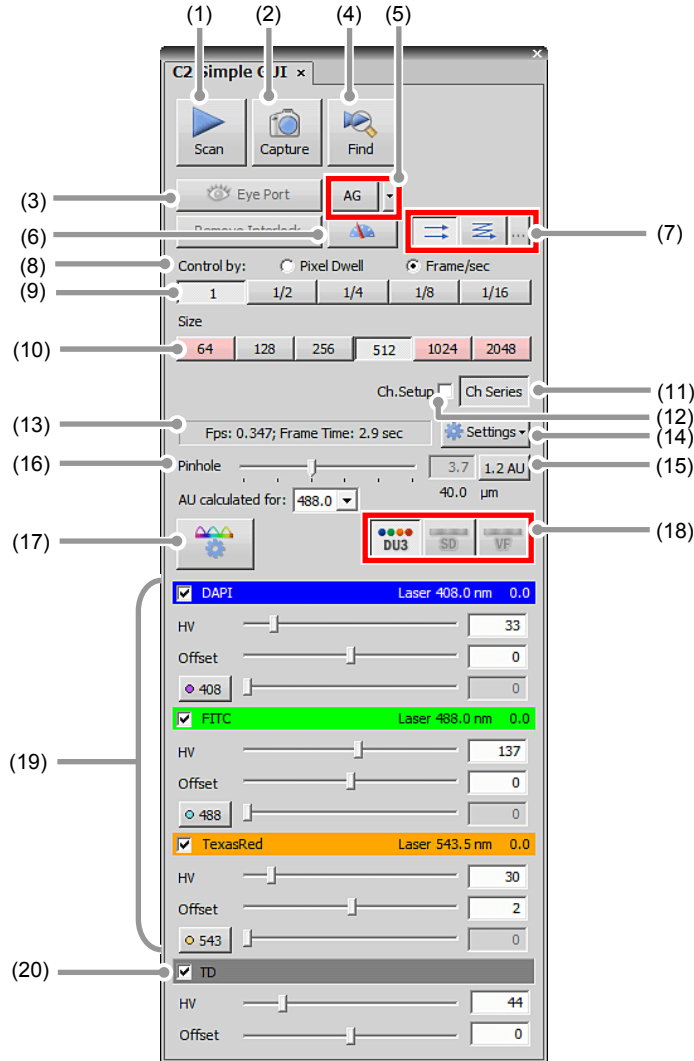 (1) (2) (4) (5)
C2 Simple GUI ×
Scan Capture Find
(3) Eye Port AG
(6) Remove Interlock ... (7)
(8) Control by: Pixel Dwell Frame/sec
(9) 1 1/2 1/4 1/8 1/16
Size
(10) 64 128 256 512 1024 2048
Ch.Setup Ch Series (11)
(12)
(13) Fps: 0.347; Frame Time: 2.9 sec Settings (14)
(16) Pinhole 3.7 1.2 AU (15)
AU calculated for: 488.0 40.0 µm
(17) DU3 SD VF (18)
DAPI Laser 408.0 nm 0.0
HV 33
Offset 0
408 0
FITC Laser 488.0 nm 0.0
(19) HV 137
Offset 0
488 0
TexasRed Laser 543.5 nm 0.0
HV 30
Offset 2
543 0
(20) TD
HV 44
Offset 0